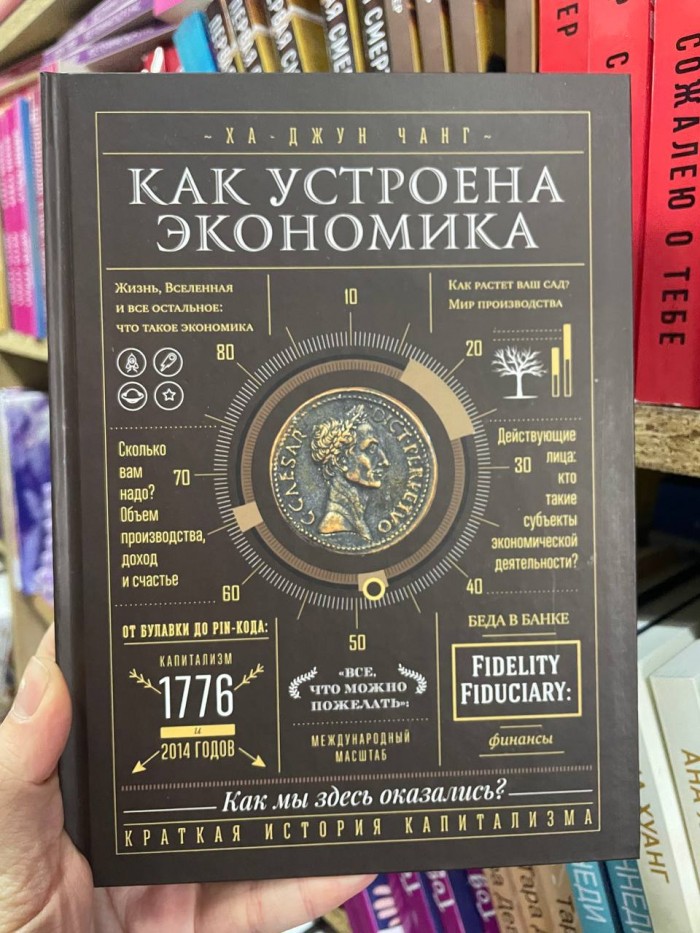 ~ХА-ДЖУН ЧАНГ~
КАК УСТРОЕНА
ЭКОНОМИКА
Жизнь, Вселенная
и все остальное:
что такое экономика
Как растет ваш сад?
Мир производства
10
20
30
40
50
60
70
80
Сколько
вам
надо?
Объем
производства,
доход
и счастье
C CAESAR DICT PERPETVO
Действующие
лица:
кто
такие
субъекты
экономической
деятельности?
ОТ БУЛАВКИ ДО PIN-КОДА:
КАПИТАЛИЗМ
1776
и
2014 ГОДОВ
«ВСЕ,
ЧТО МОЖНО
ПОЖЕЛАТЬ»:
МЕЖДУНАРОДНЫЙ
МАСШТАБ
БЕДА В БАНКЕ
FIDELITY
FIDUCIARY:
финансы
Как мы здесь оказались?
КРАТКАЯ ИСТОРИЯ КАПИТАЛИЗМА
СОЖАЛЕЮ О ТЕБЕ
ХУАНГ